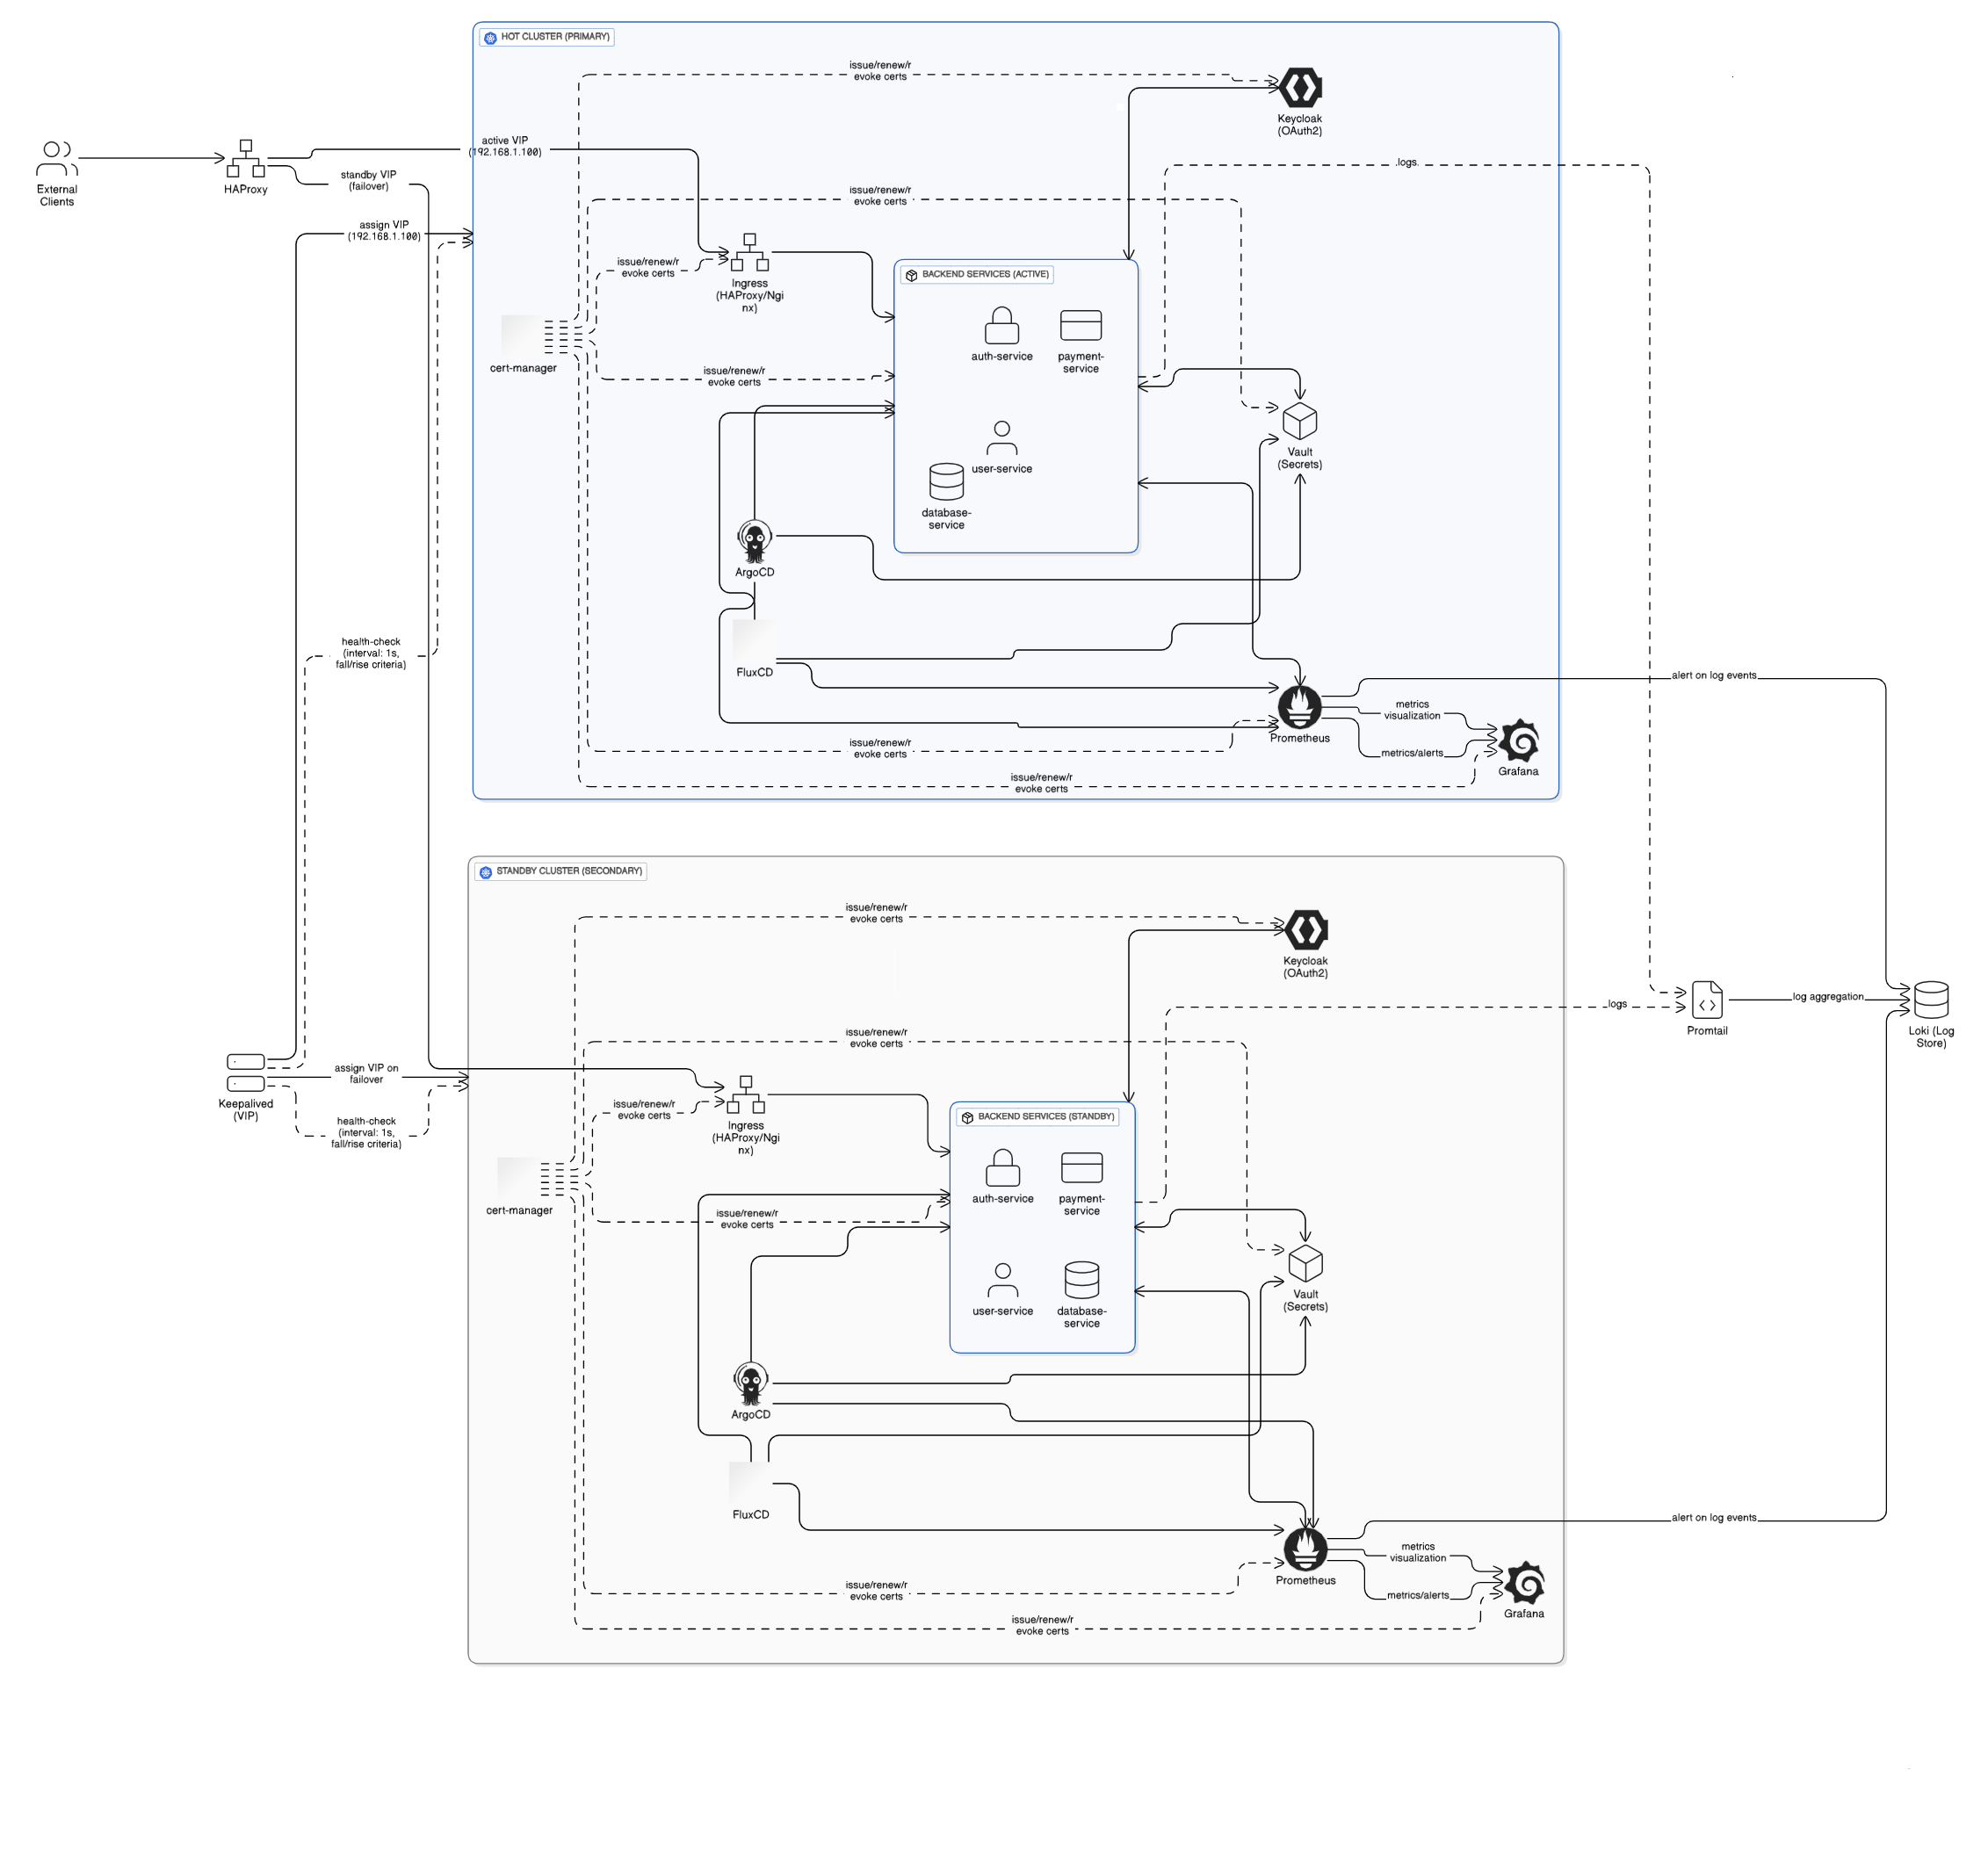 HOT CLUSTER (PRIMARY)
issue/renew/r
evoke certs
Keycloak
(OAuth2)
External
Clients
HAProxy
active VIP
(192.168.1.100)
standby VIP
(failover)
logs
issue/renew/r
evoke certs
assign VIP
(192.168.1.100)
issue/renew/r
evoke certs
Ingress
(HAProxy/Ngi
nx)
BACKEND SERVICES (ACTIVE)
auth-service
payment-
service
cert-manager
issue/renew/r
evoke certs
user-service
Vault
(Secrets)
database-
service
ArgoCD
health-check
(interval: 1s,
fall/rise criteria)
FluxCD
alert on log events
metrics
visualization
Prometheus
metrics/alerts
Grafana
issue/renew/r
evoke certs
issue/renew/r
evoke certs
STANDBY CLUSTER (SECONDARY)
issue/renew/r
evoke certs
Keycloak
(OAuth2)
logs
Promtail
log aggregation
Loki (Log
Store)
issue/renew/r
evoke certs
assign VIP on
failover
Keepalived
(VIP)
health-check
(interval: 1s,
fall/rise criteria)
issue/renew/r
evoke certs
Ingress
(HAProxy/Ngi
nx)
BACKEND SERVICES (STANDBY)
auth-service
payment-
service
cert-manager
issue/renew/r
evoke certs
user-service
database-
service
Vault
(Secrets)
ArgoCD
FluxCD
alert on log events
metrics
visualization
Prometheus
metrics/alerts
Grafana
issue/renew/r
evoke certs
issue/renew/r
evoke certs